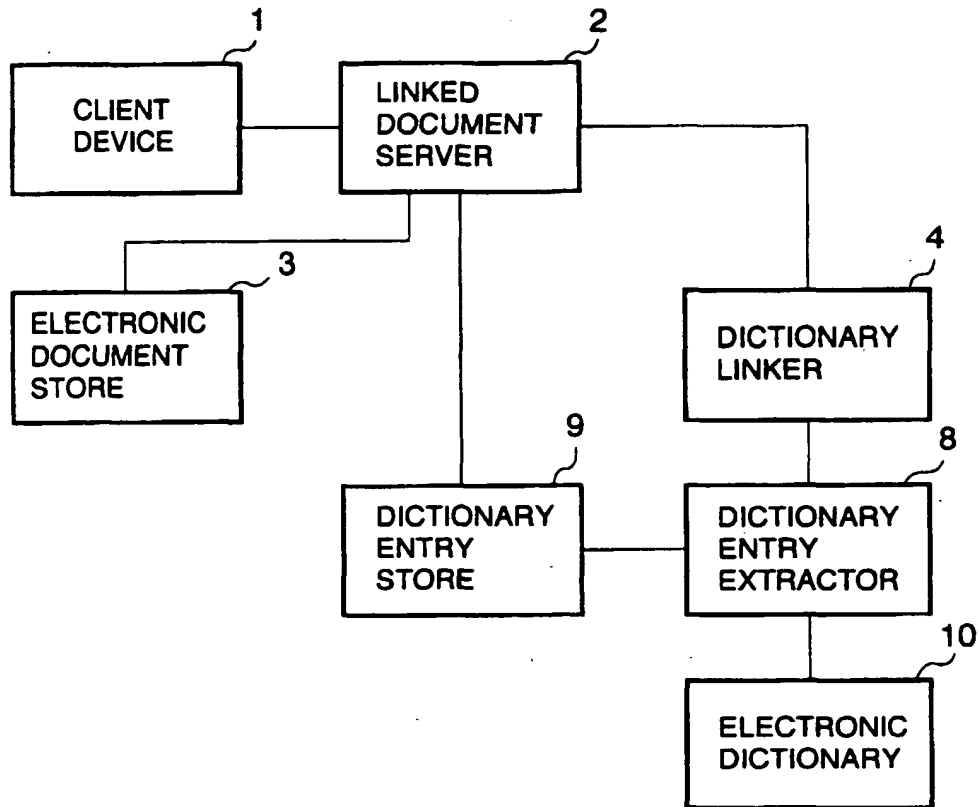 1
CLIENT
DEVICE
2
LINKED
DOCUMENT
SERVER
3
ELECTRONIC
DOCUMENT
STORE
4
DICTIONARY
LINKER
9
DICTIONARY
ENTRY
STORE
8
DICTIONARY
ENTRY
EXTRACTOR
10
ELECTRONIC
DICTIONARY